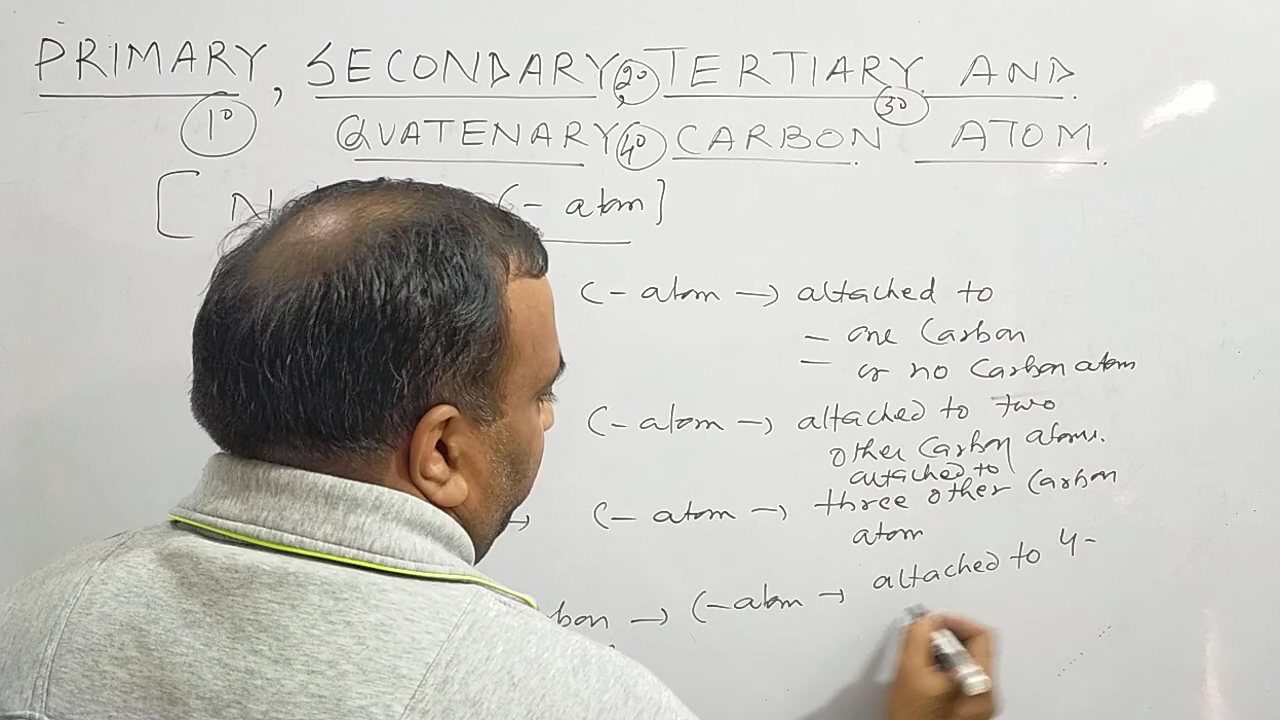 PRIMARY, SECONDARY, 2° TERTIARY AND
1° 3°
QUATENARY 4° CARBON ATOM
[ C- atom]
C-atom → attached to
- one Carbon
= or no Carbon atom
C-atom → attached to two
other Carbon atoms.
attached to
→ C-atom → three other Carbon
atom
attached to 4-
bon → C-atom →